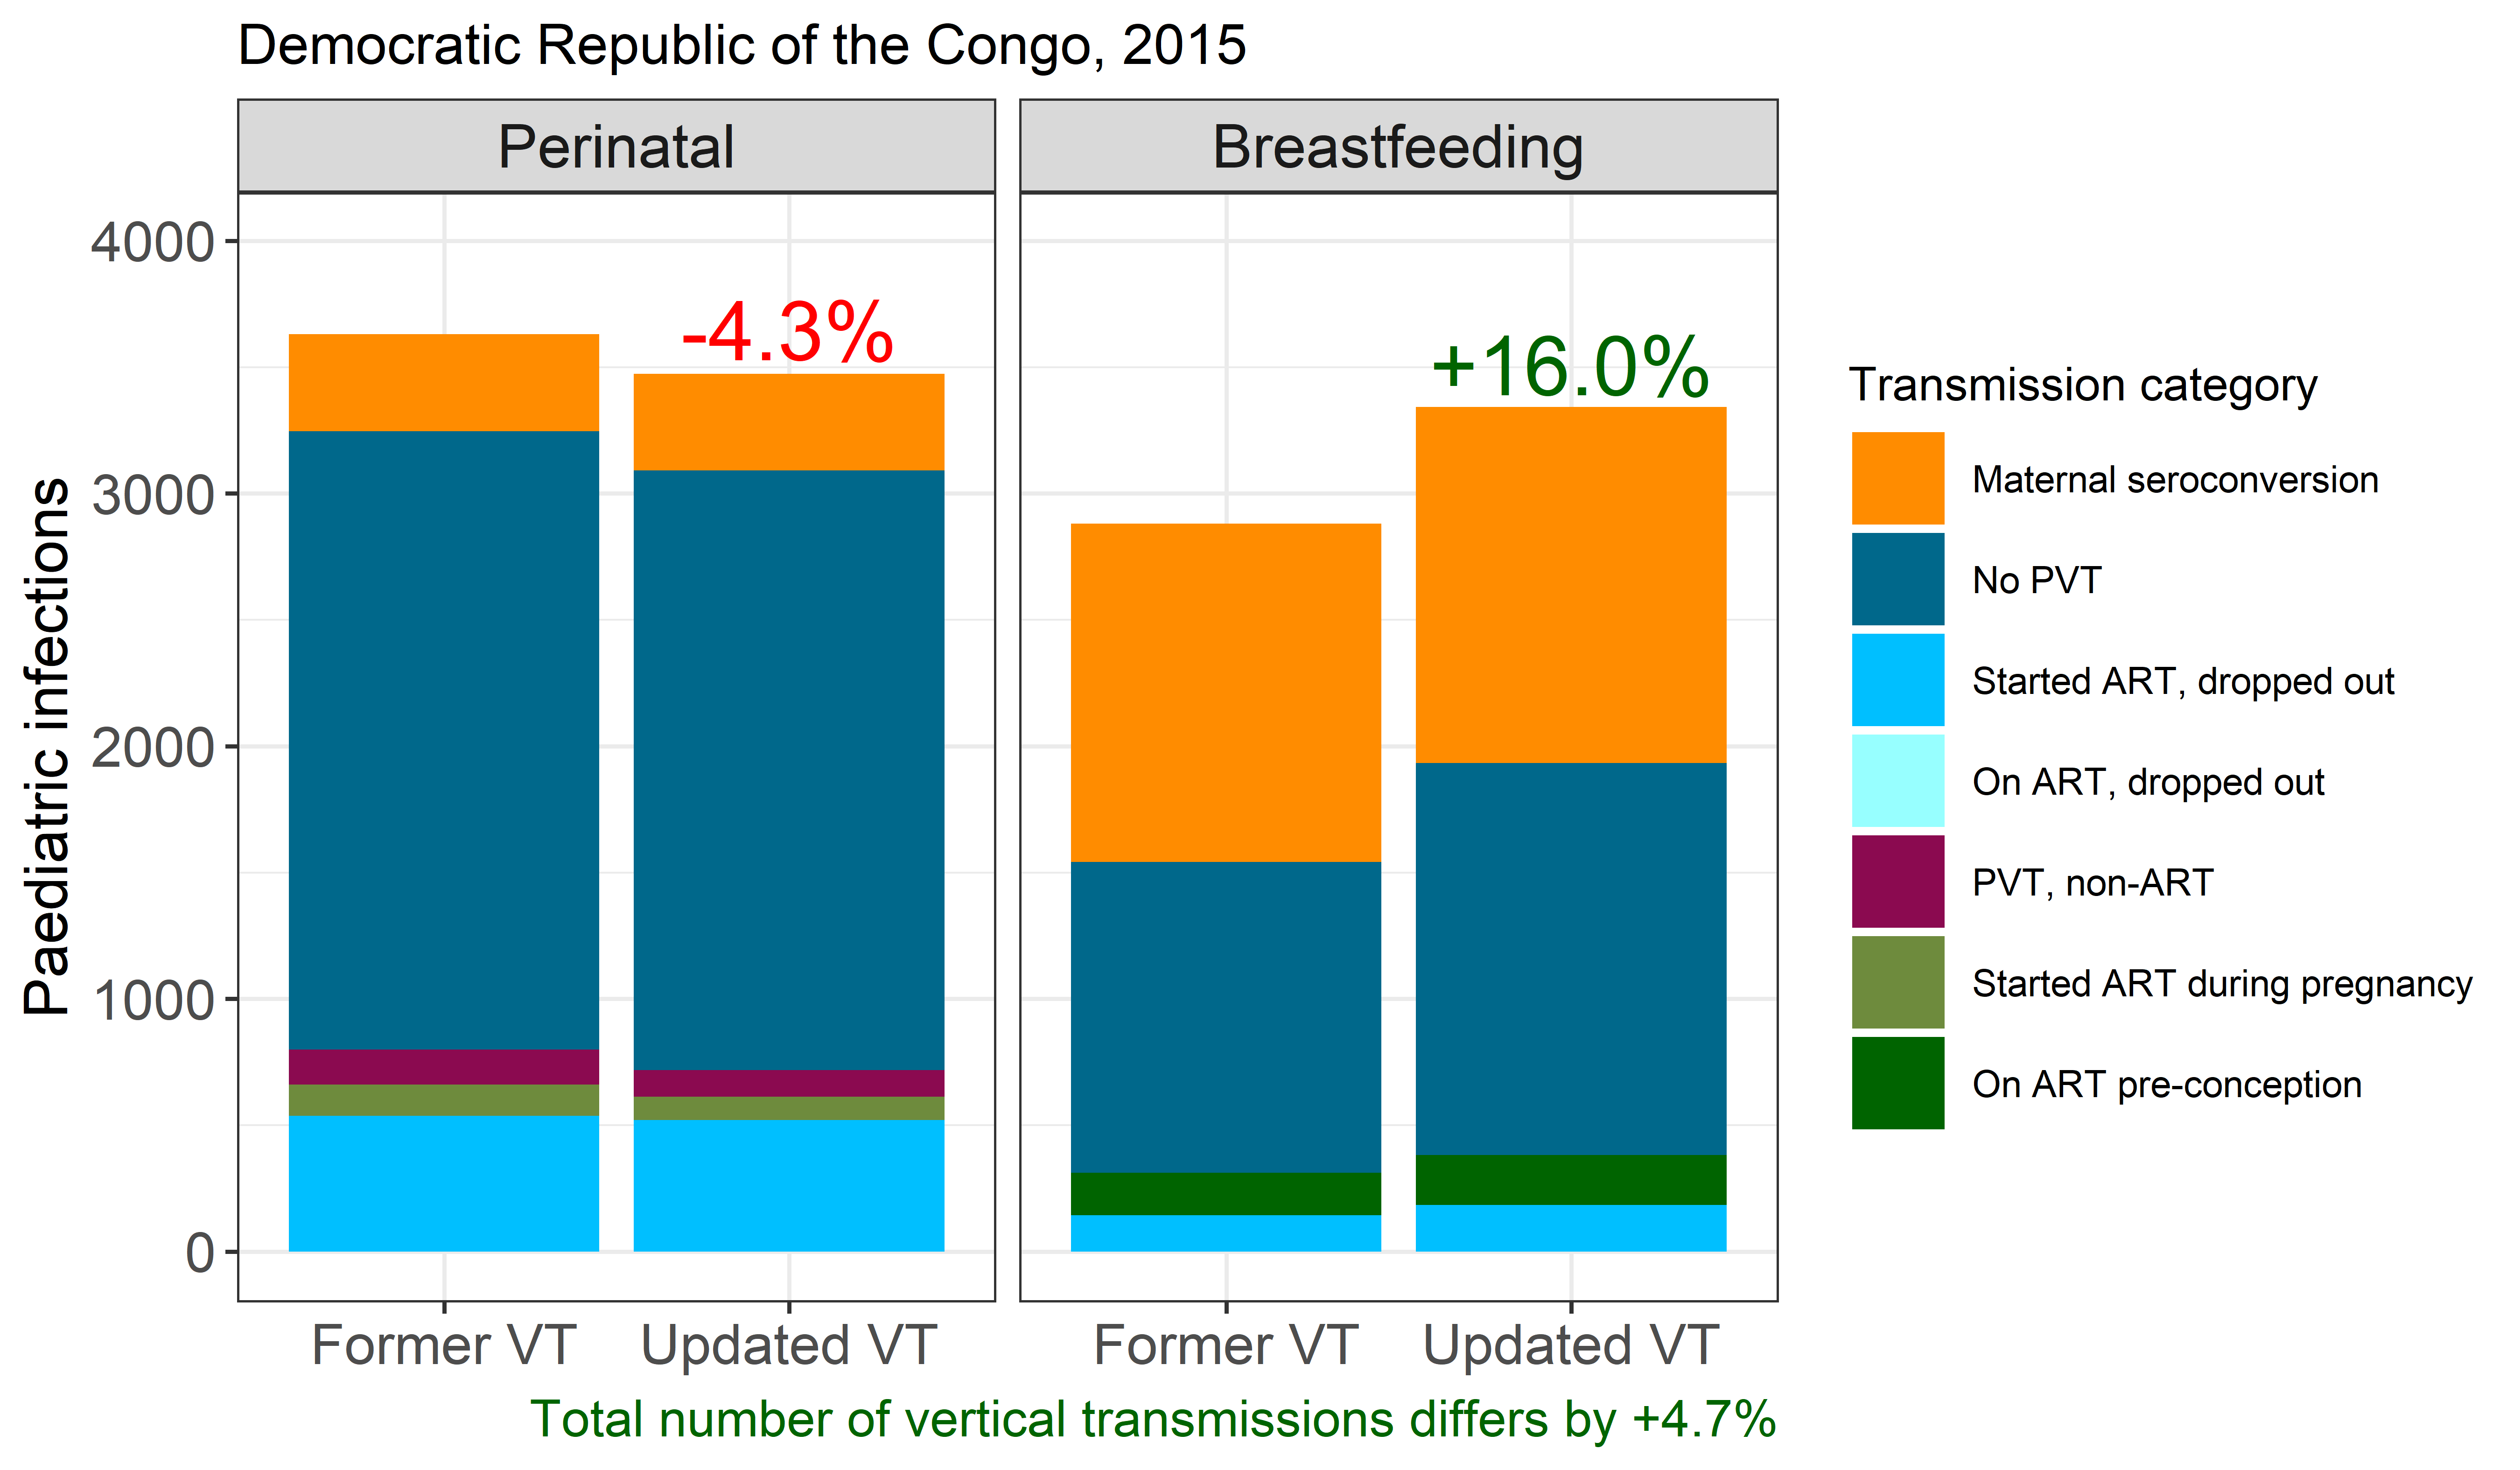 Democratic Republic of the Congo, 2015
Perinatal
Breastfeeding
Paediatric infections
4000
3000
2000
1000
0
-4.3%
+16.0%
Former VT
Updated VT
Former VT
Updated VT
Total number of vertical transmissions differs by +4.7%
Transmission category
Maternal seroconversion
No PVT
Started ART, dropped out
On ART, dropped out
PVT, non-ART
Started ART during pregnancy
On ART pre-conception